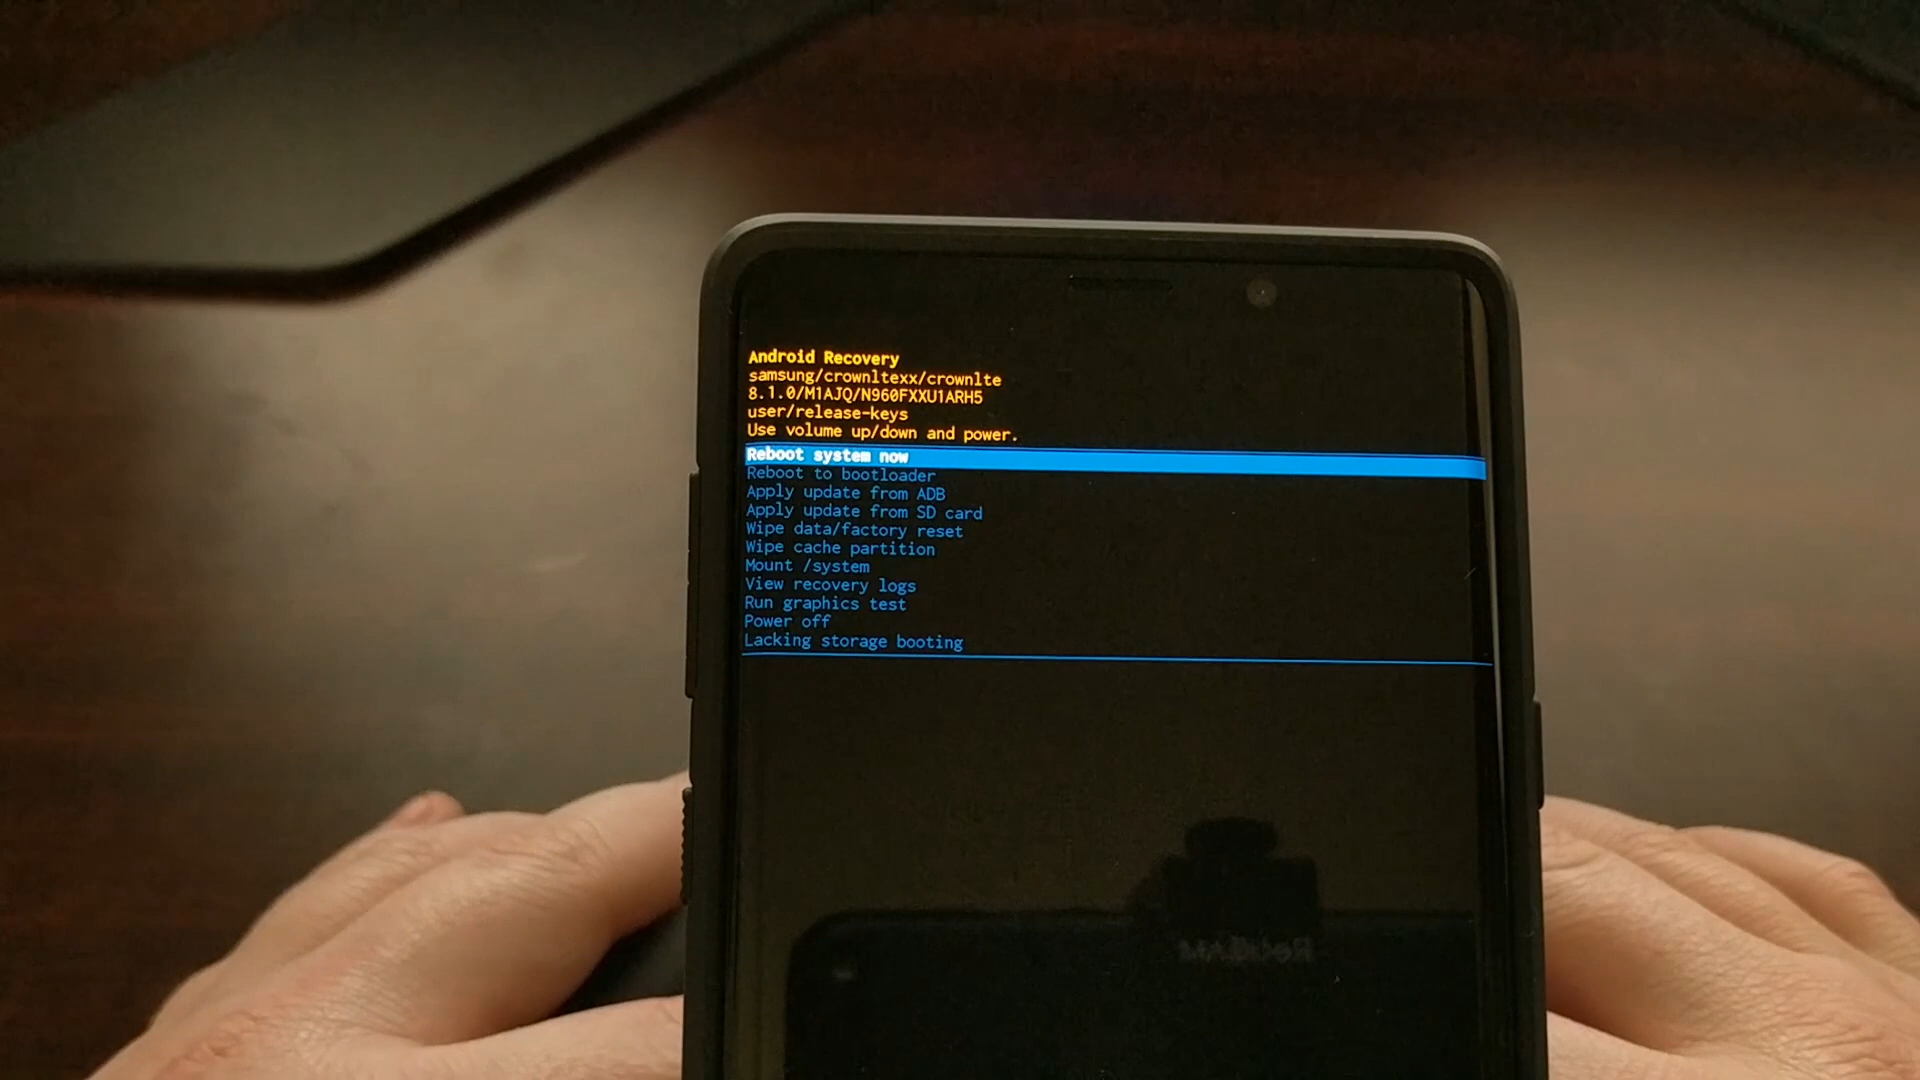 Android Recovery
samsung/crownltexx/crownlte
8.1.0/M1AJQ/N960FXXU1ARH5
user/release-keys
Use volume up/down and power.
Reboot system now
Reboot to bootloader
Apply update from ADB
Apply update from SD card
Wipe data/factory reset
Wipe cache partition
Mount /system
View recovery logs
Run graphics test
Power off
Lacking storage booting